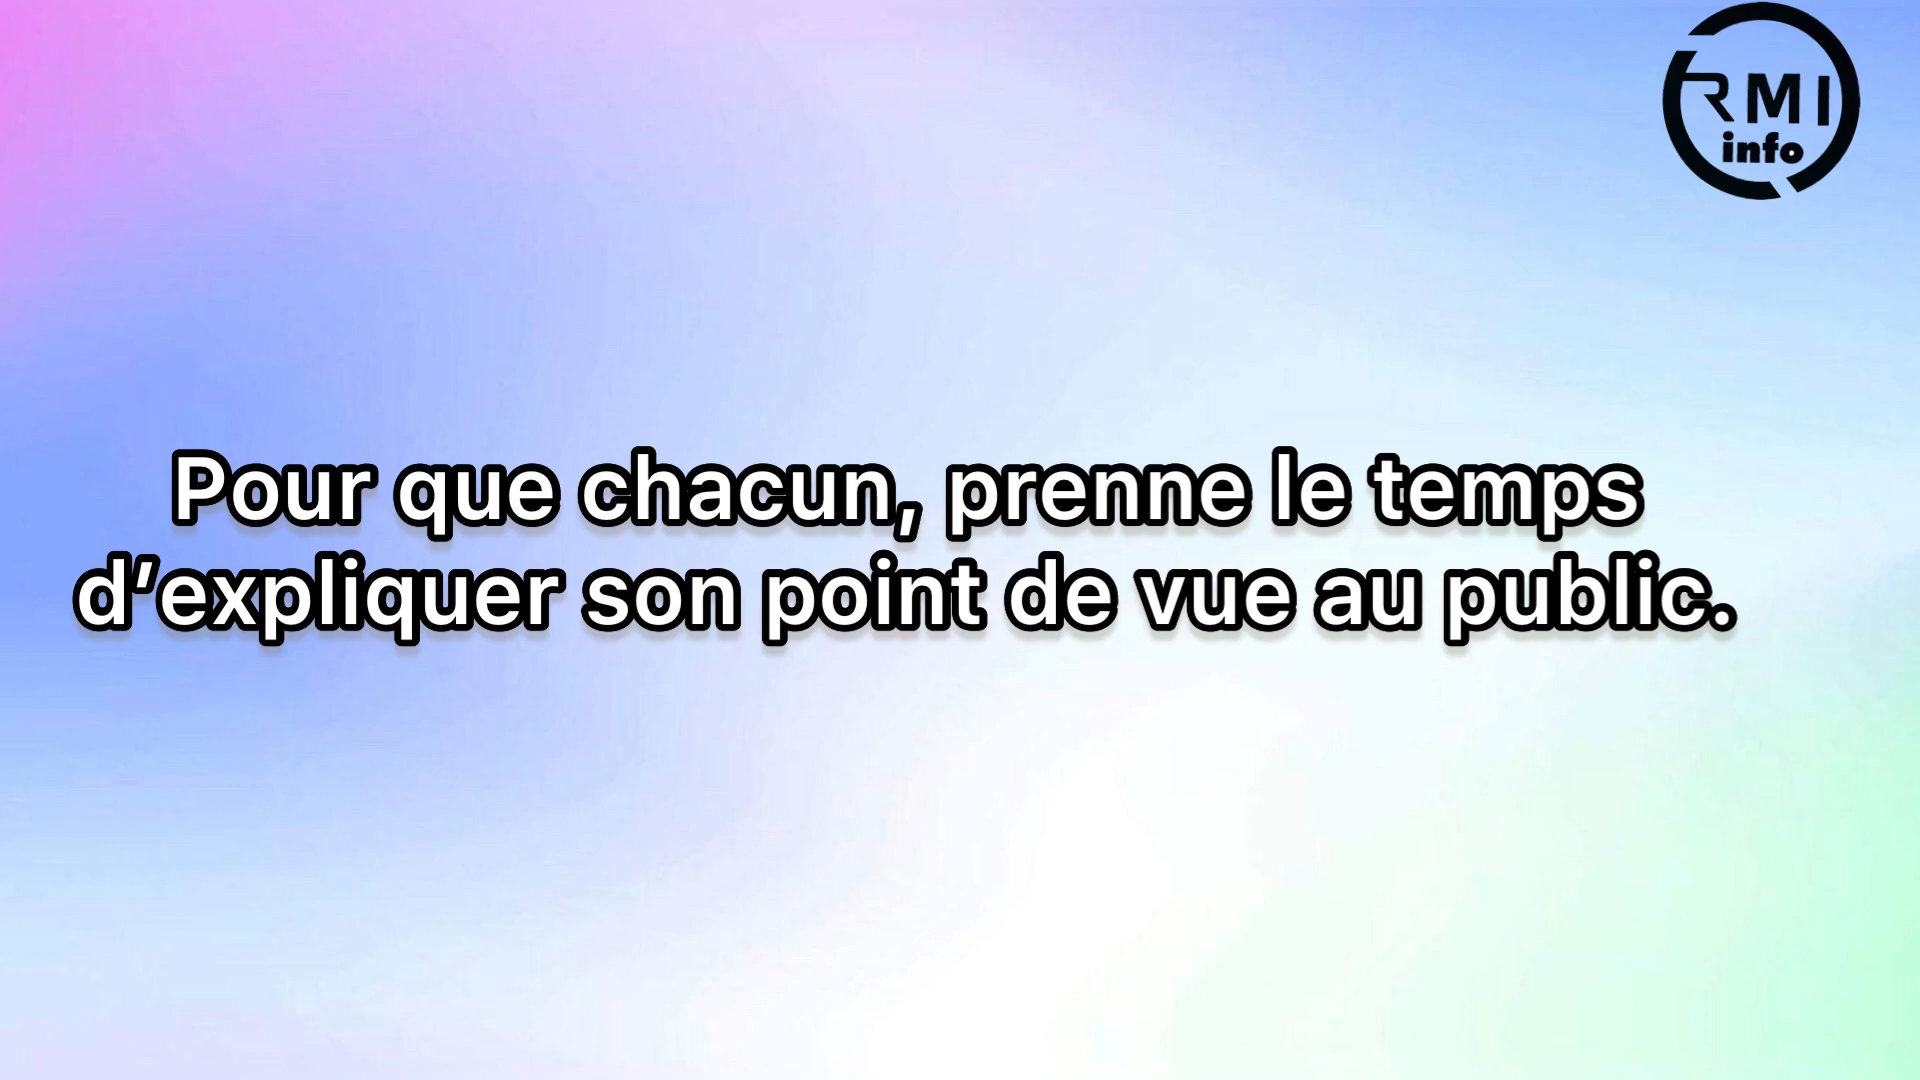 RMI
info
Pour que chacun, prenne le temps
d’expliquer son point de vue au public.